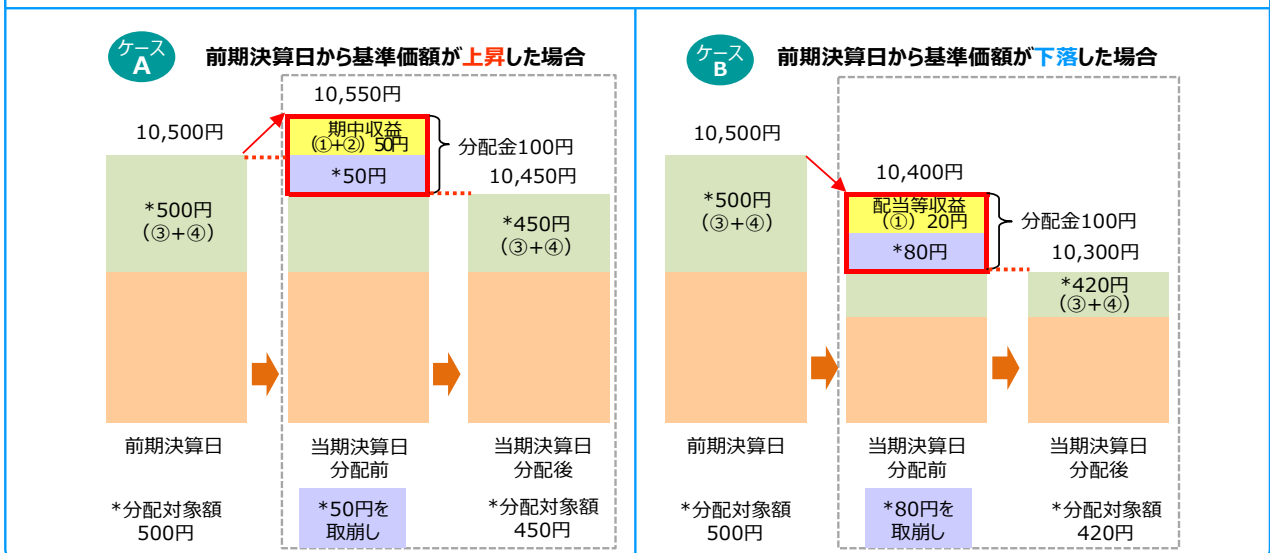 ケース
A
前期決算日から基準価額が上昇した場合
10,550円
10,500円
期中収益
(①+②) 50円
*50円
分配金100円
10,450円
*500円
(③+④)
*450円
(③+④)
前期決算日
当期決算日
分配前
当期決算日
分配後
*分配対象額
500円
*50円を
取崩し
*分配対象額
450円
ケース
B
前期決算日から基準価額が下落した場合
10,500円
10,400円
*500円
(③+④)
配当等収益
(①) 20円
*80円
分配金100円
10,300円
*420円
(③+④)
前期決算日
当期決算日
分配前
当期決算日
分配後
*分配対象額
500円
*80円を
取崩し
*分配対象額
420円